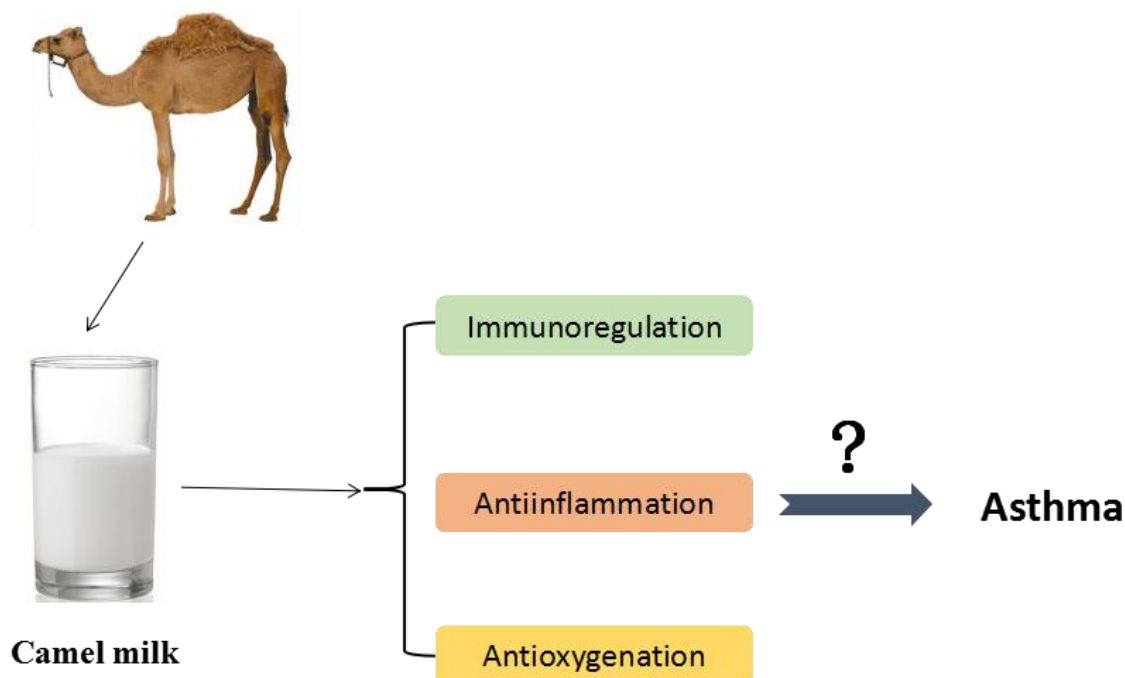 Immunoregulation
?
Antiinflammation
Asthma
Camel milk
Antioxygenation